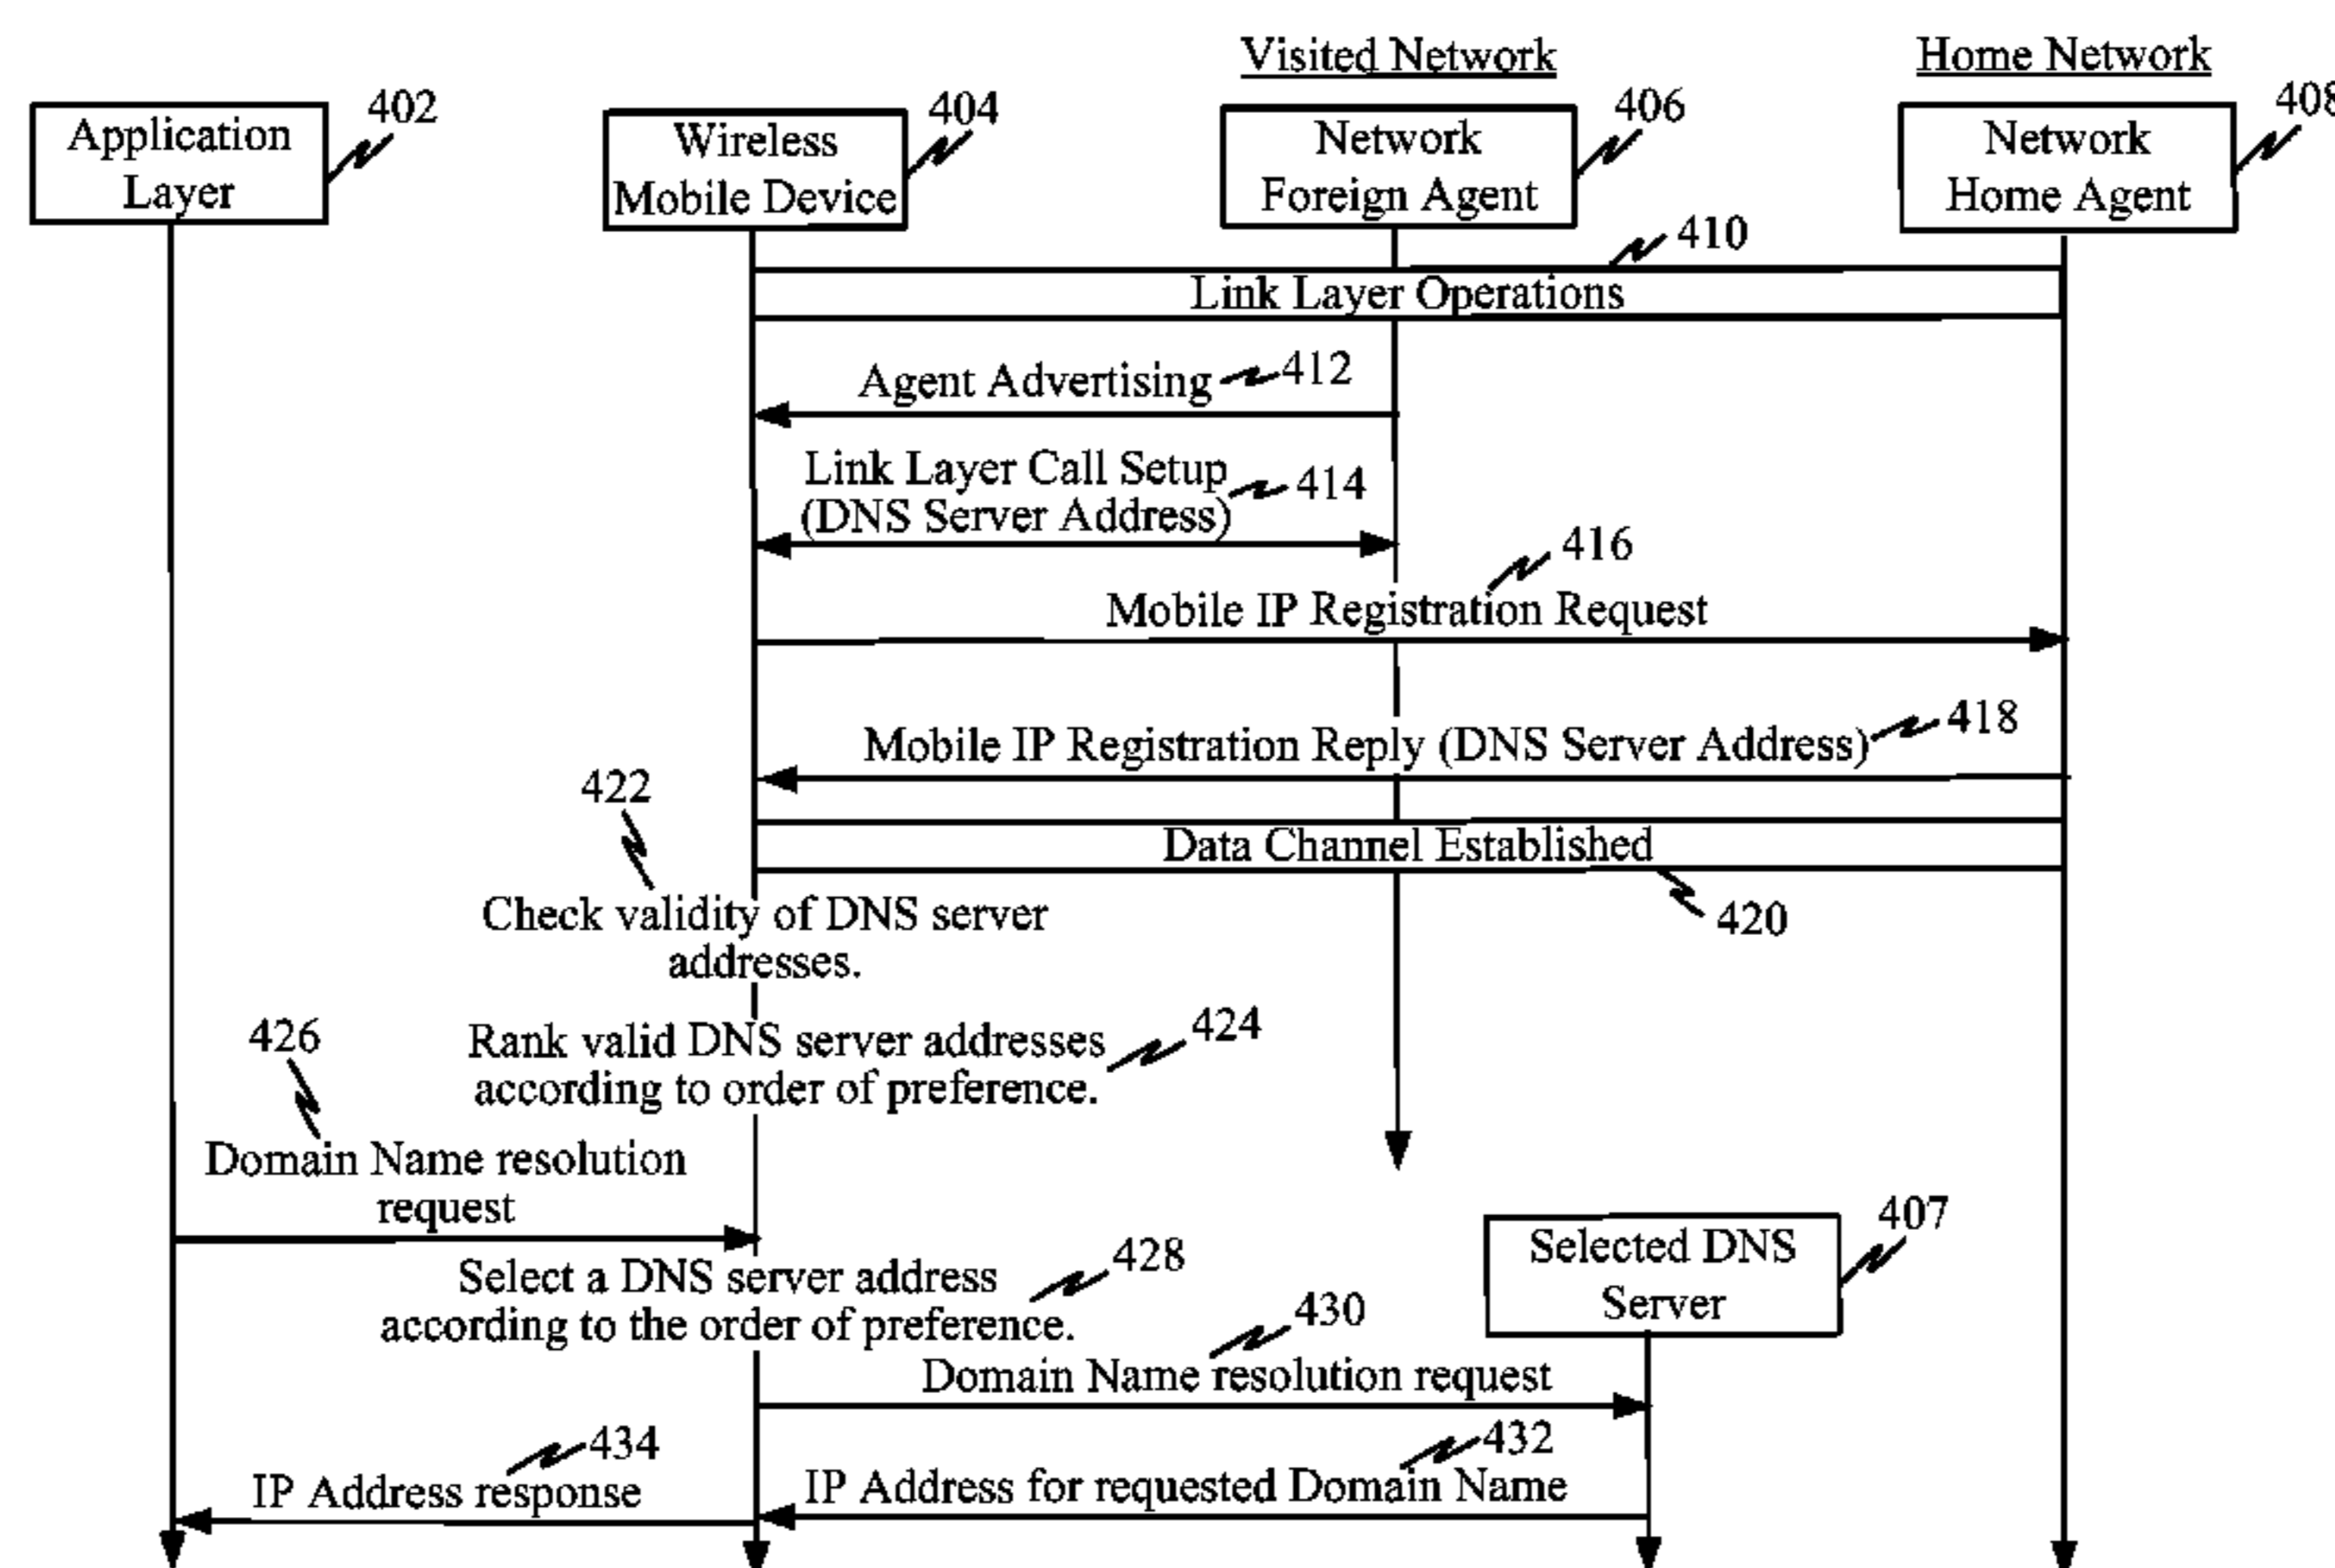 Visited Network
Home Network
Application
Layer
402
Wireless
Mobile Device
404
Network
Foreign Agent
406
Network
Home Agent
408
410
Link Layer Operations
Agent Advertising
412
Link Layer Call Setup
(DNS Server Address)
414
416
Mobile IP Registration Request
Mobile IP Registration Reply (DNS Server Address)
418
422
Data Channel Established
420
Check validity of DNS server
addresses.
426
Rank valid DNS server addresses
according to order of preference.
424
Domain Name resolution
request
Selected DNS
Server
407
Select a DNS server address
according to the order of preference.
428
430
Domain Name resolution request
434
IP Address response
432
IP Address for requested Domain Name